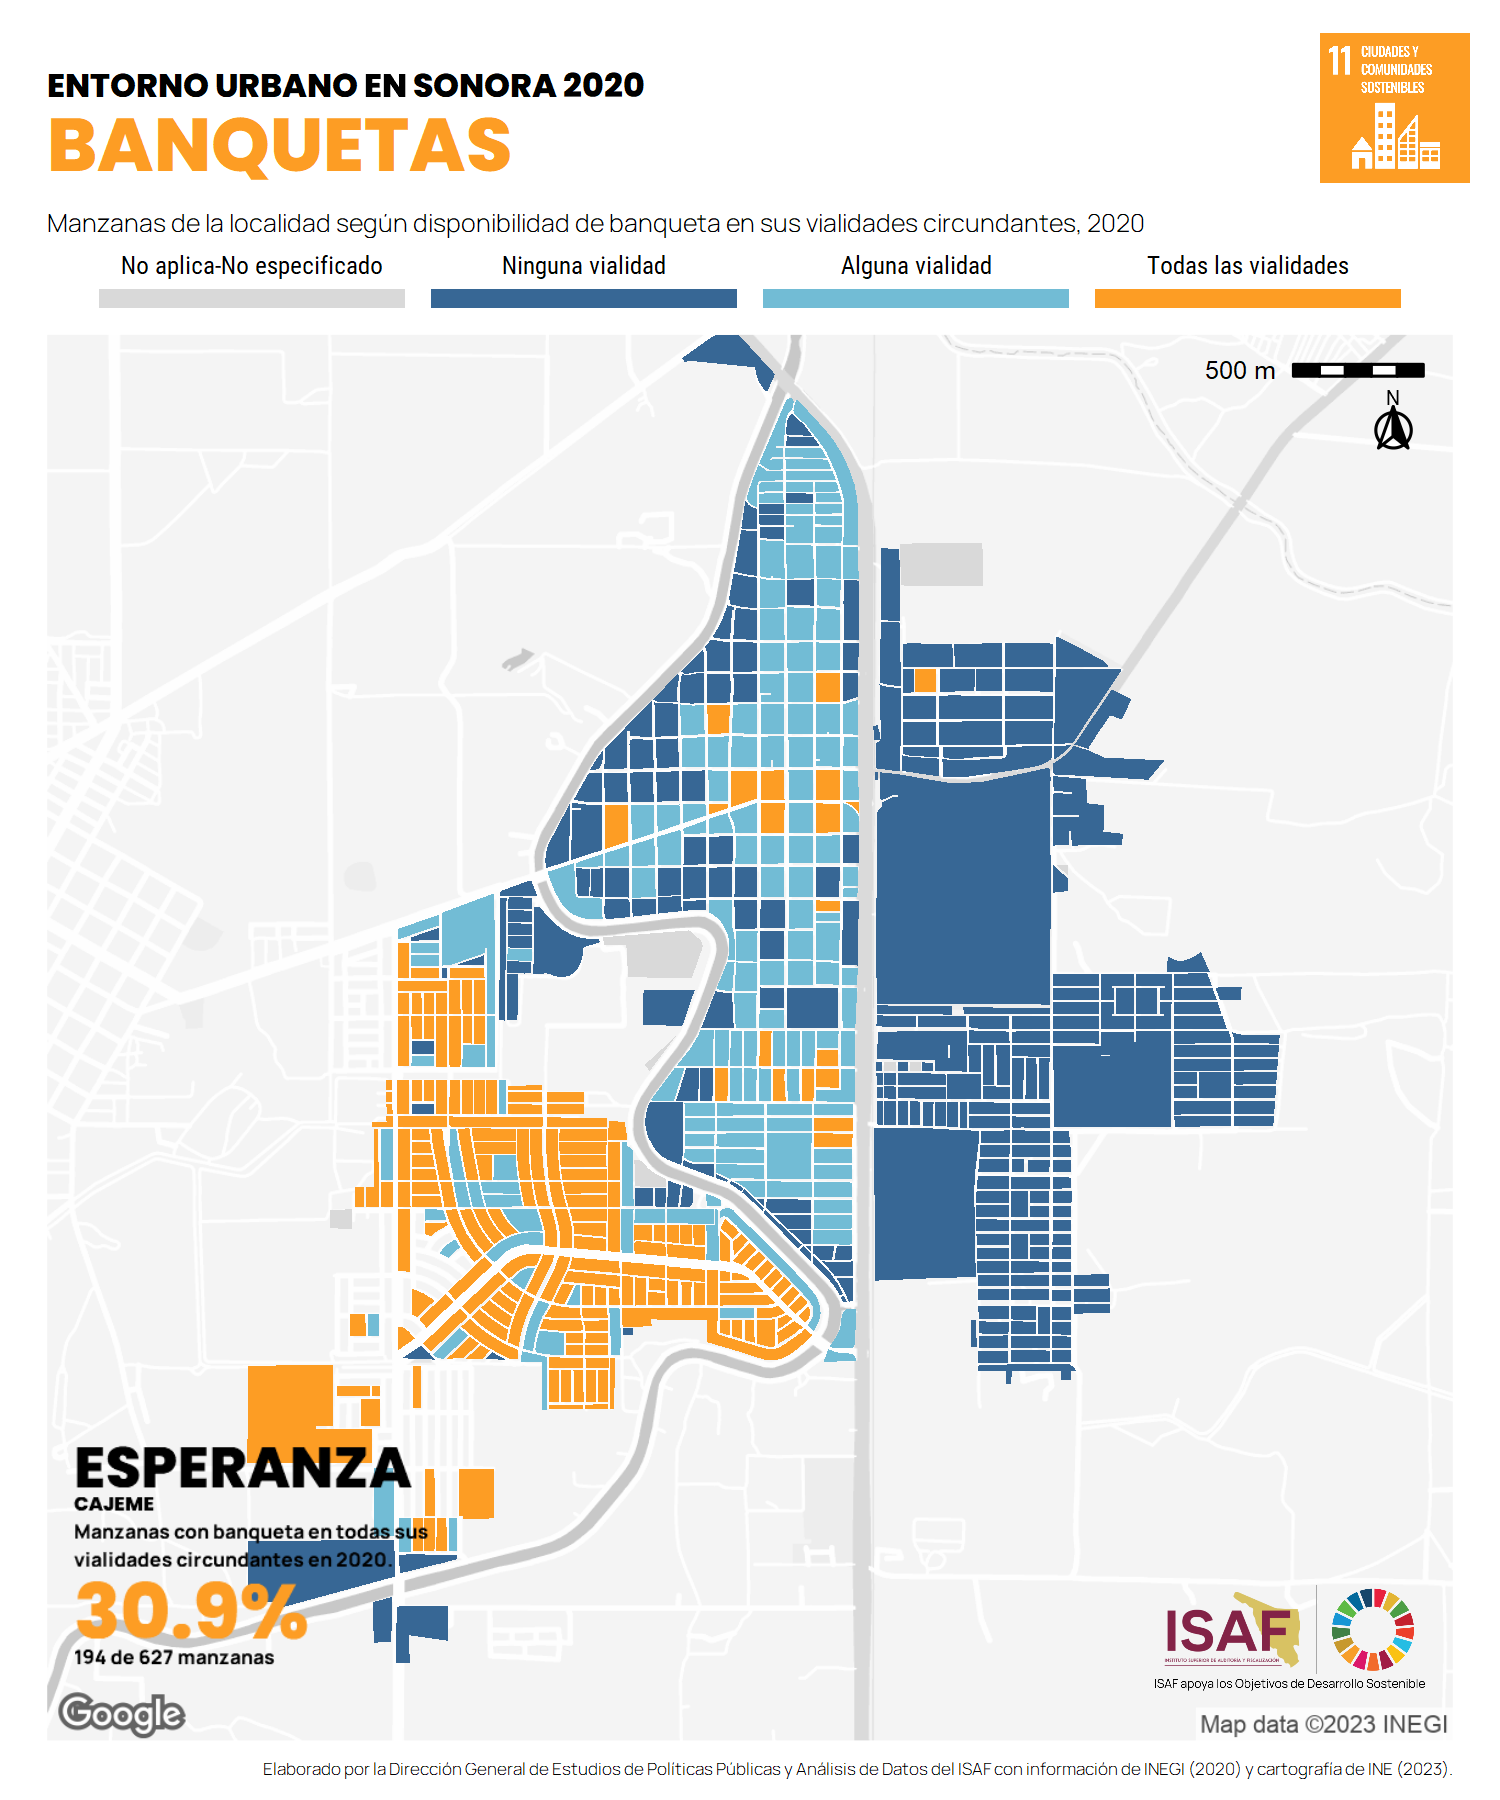 ENTORNO URBANO EN SONORA 2020
BANQUETAS
11 CIUDADES Y
COMUNIDADES
SOSTENIBLES
Manzanas de la localidad según disponibilidad de banqueta en sus vialidades circundantes, 2020
No aplica-No especificado Ninguna vialidad Alguna vialidad Todas las vialidades
500 m
N
ESPERANZA
CAJEME
Manzanas con banqueta en todas sus
vialidades circundantes en 2020.
30.9%
194 de 627 manzanas
Google
ISAF
INSTITUTO SUPERIOR DE AUDITORÍA Y FISCALIZACIÓN
ISAF apoya los Objetivos de Desarrollo Sostenible
Map data ©2023 INEGI
Elaborado por la Dirección General de Estudios de Políticas Públicas y Análisis de Datos del ISAF con información de INEGI (2020) y cartografía de INE (2023).